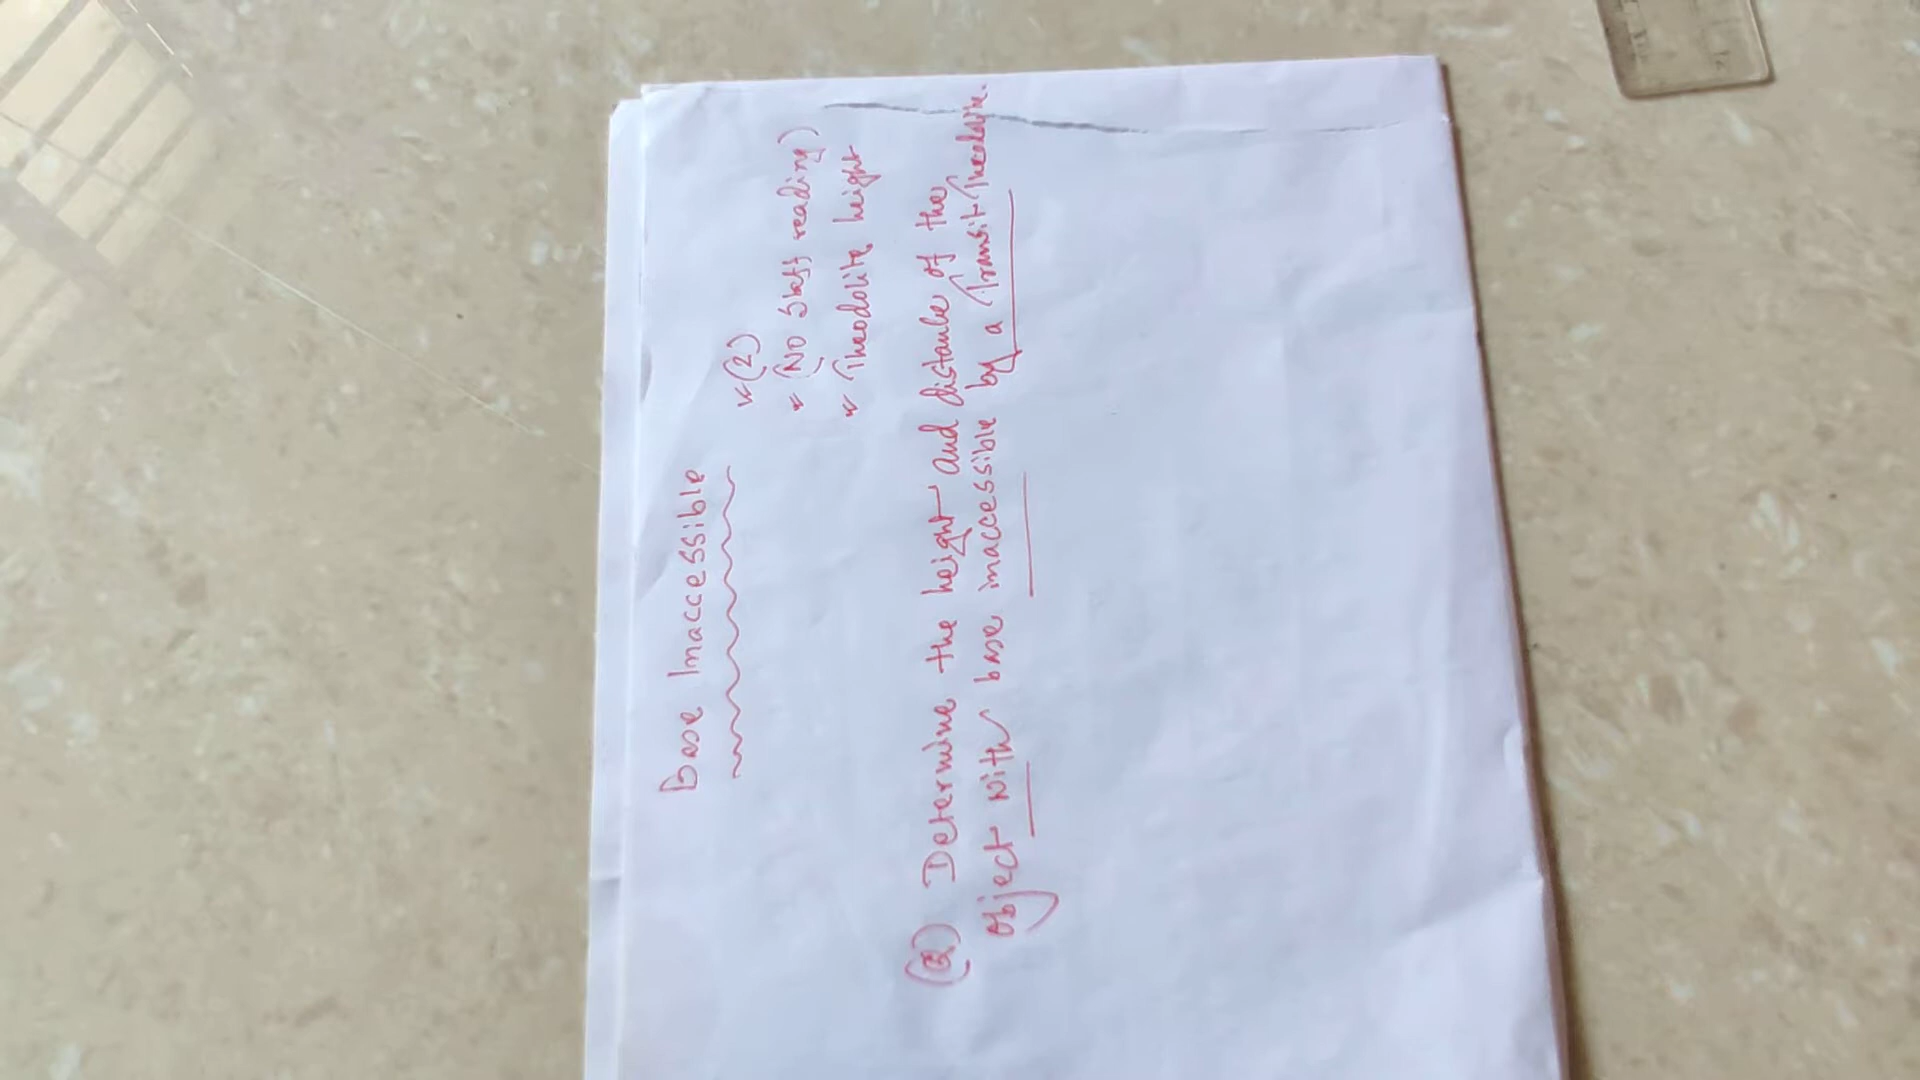 Base Inaccessible
(2)
(No staff reading)
Theodolite height
(Q) Determine the height and distance of the
object with base inaccessible by a Transit Theodolite.